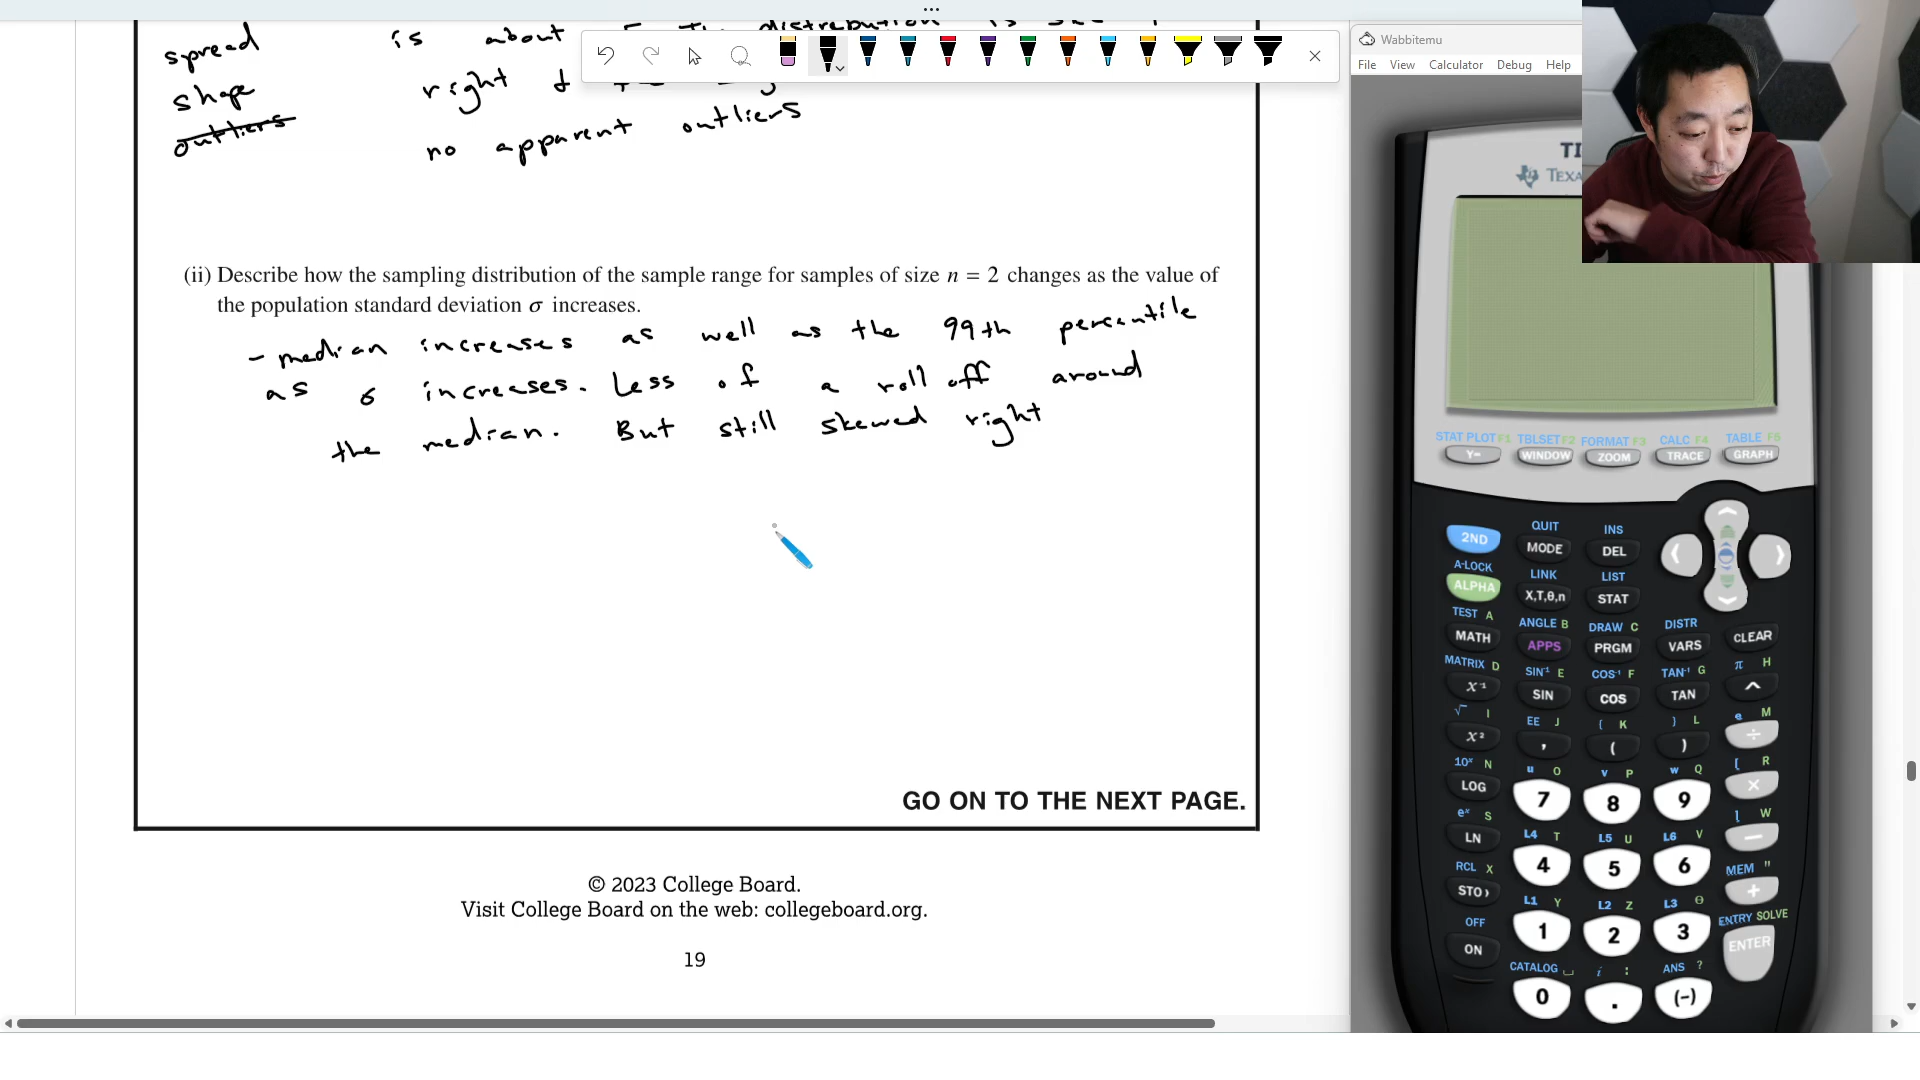 ...
spread is about
Wabbitemu
shape right &
File View Calculator Debug Help
outliers no apparent outliers
TI
TEXA
(ii) Describe how the sampling distribution of the sample range for samples of size n = 2 changes as the value of
the population standard deviation σ increases.
- median increases as well as the 99th percentile
as σ increases. Less of a roll off around
the median. But still skewed right
GO ON TO THE NEXT PAGE.
© 2023 College Board.
Visit College Board on the web: collegeboard.org.
19
STAT PLOT F1 TBLSET F2 FORMAT F3 CALC F4 TABLE F5
Y= WINDOW ZOOM TRACE GRAPH
QUIT INS
2ND MODE DEL
A-LOCK LINK LIST
ALPHA X,T,θ,n STAT
TEST A ANGLE B DRAW C DISTR
MATH APPS PRGM VARS CLEAR
MATRIX D SIN⁻¹ E COS⁻¹ F TAN⁻¹ G π H
x⁻¹ SIN COS TAN ^
√ I EE J { K } L e M
x² , ( ) ÷
10ˣ N u O v P w Q [ R
LOG 7 8 9 ×
eˣ S L4 T L5 U L6 V ] W
LN 4 5 6 −
RCL X L1 Y L2 Z L3 θ MEM "
STO› 1 2 3 +
OFF ENTRY SOLVE
ON ENTER
CATALOG i : ANS ?
0 . (-)